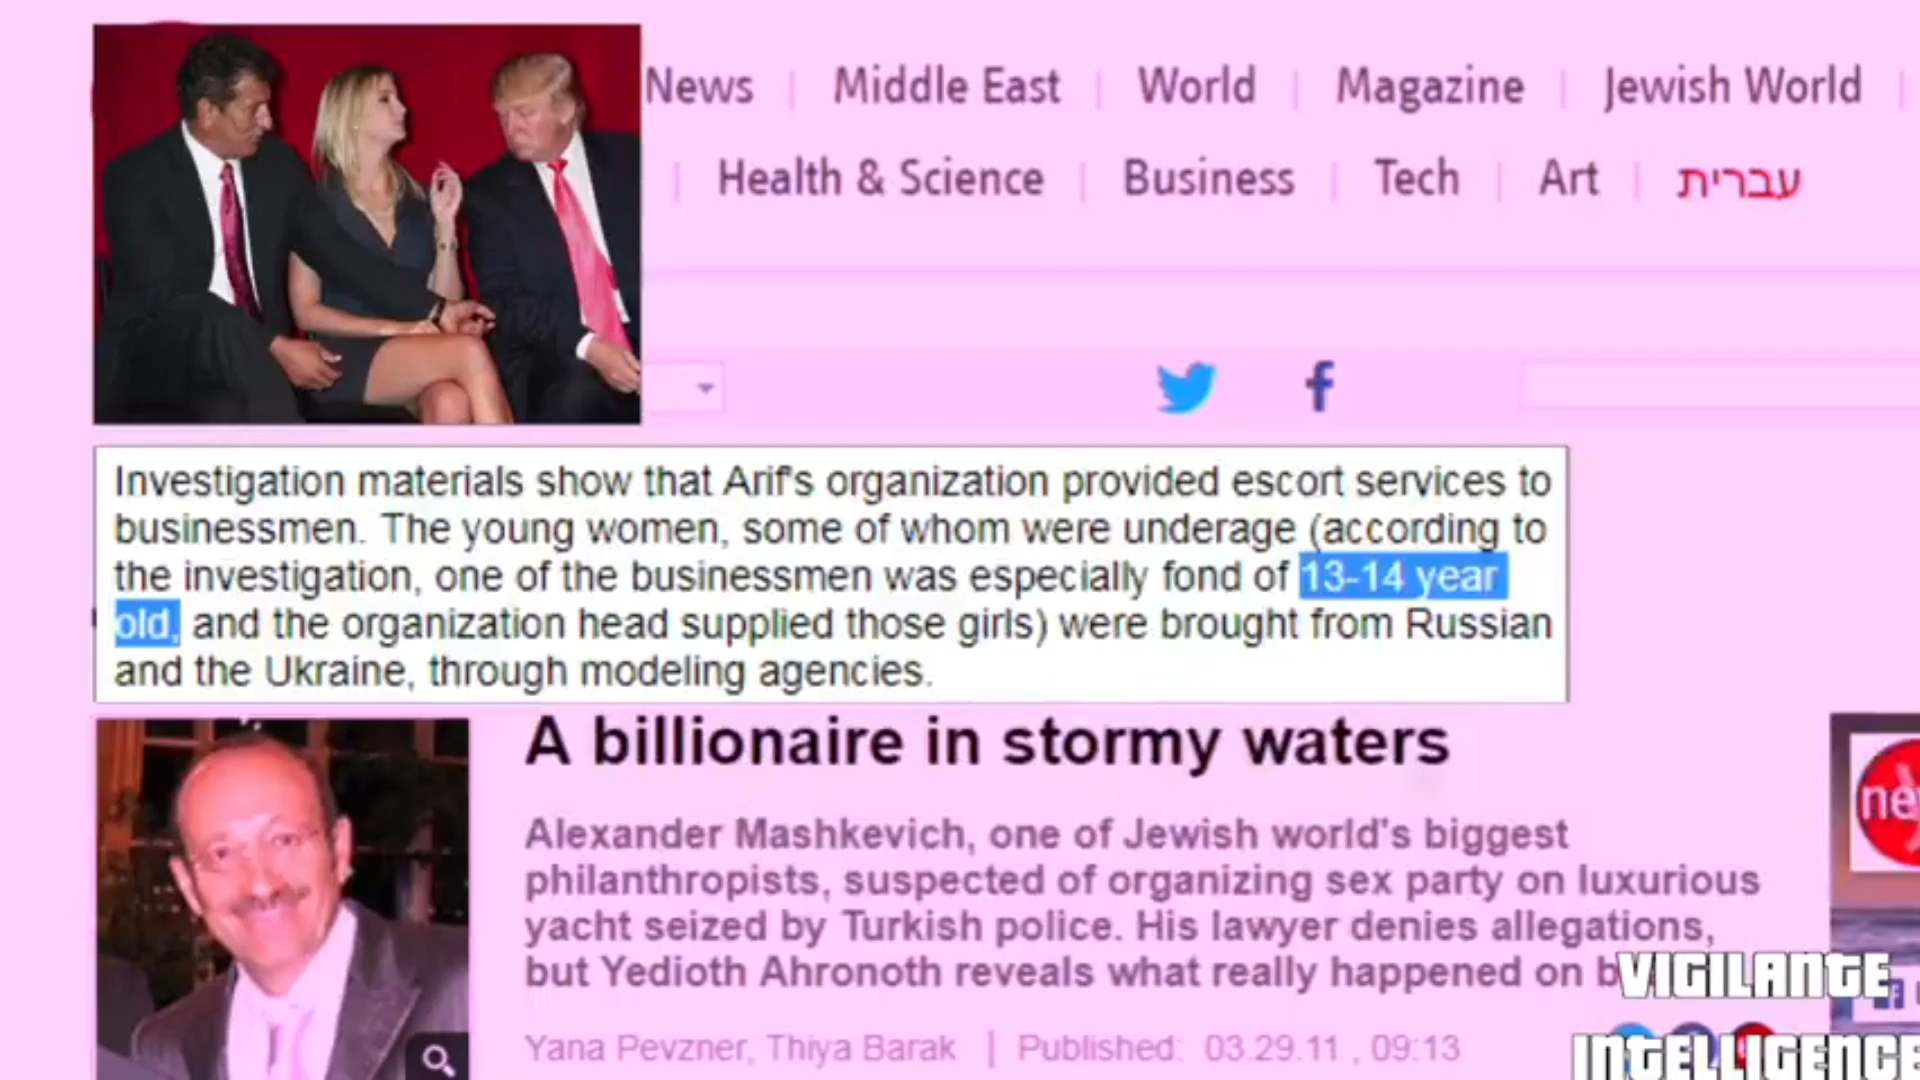 News | Middle East | World | Magazine | Jewish World |
| Health & Science | Business | Tech | Art | עברית
Investigation materials show that Arif's organization provided escort services to
businessmen. The young women, some of whom were underage (according to
the investigation, one of the businessmen was especially fond of 13-14 year
old, and the organization head supplied those girls) were brought from Russian
and the Ukraine, through modeling agencies.
A billionaire in stormy waters
Alexander Mashkevich, one of Jewish world's biggest
philanthropists, suspected of organizing sex party on luxurious
yacht seized by Turkish police. His lawyer denies allegations,
but Yedioth Ahronoth reveals what really happened on
Yana Pevzner, Thiya Barak | Published: 03.29.11 , 09:13
VIGILANTE
INTELLIGENCE